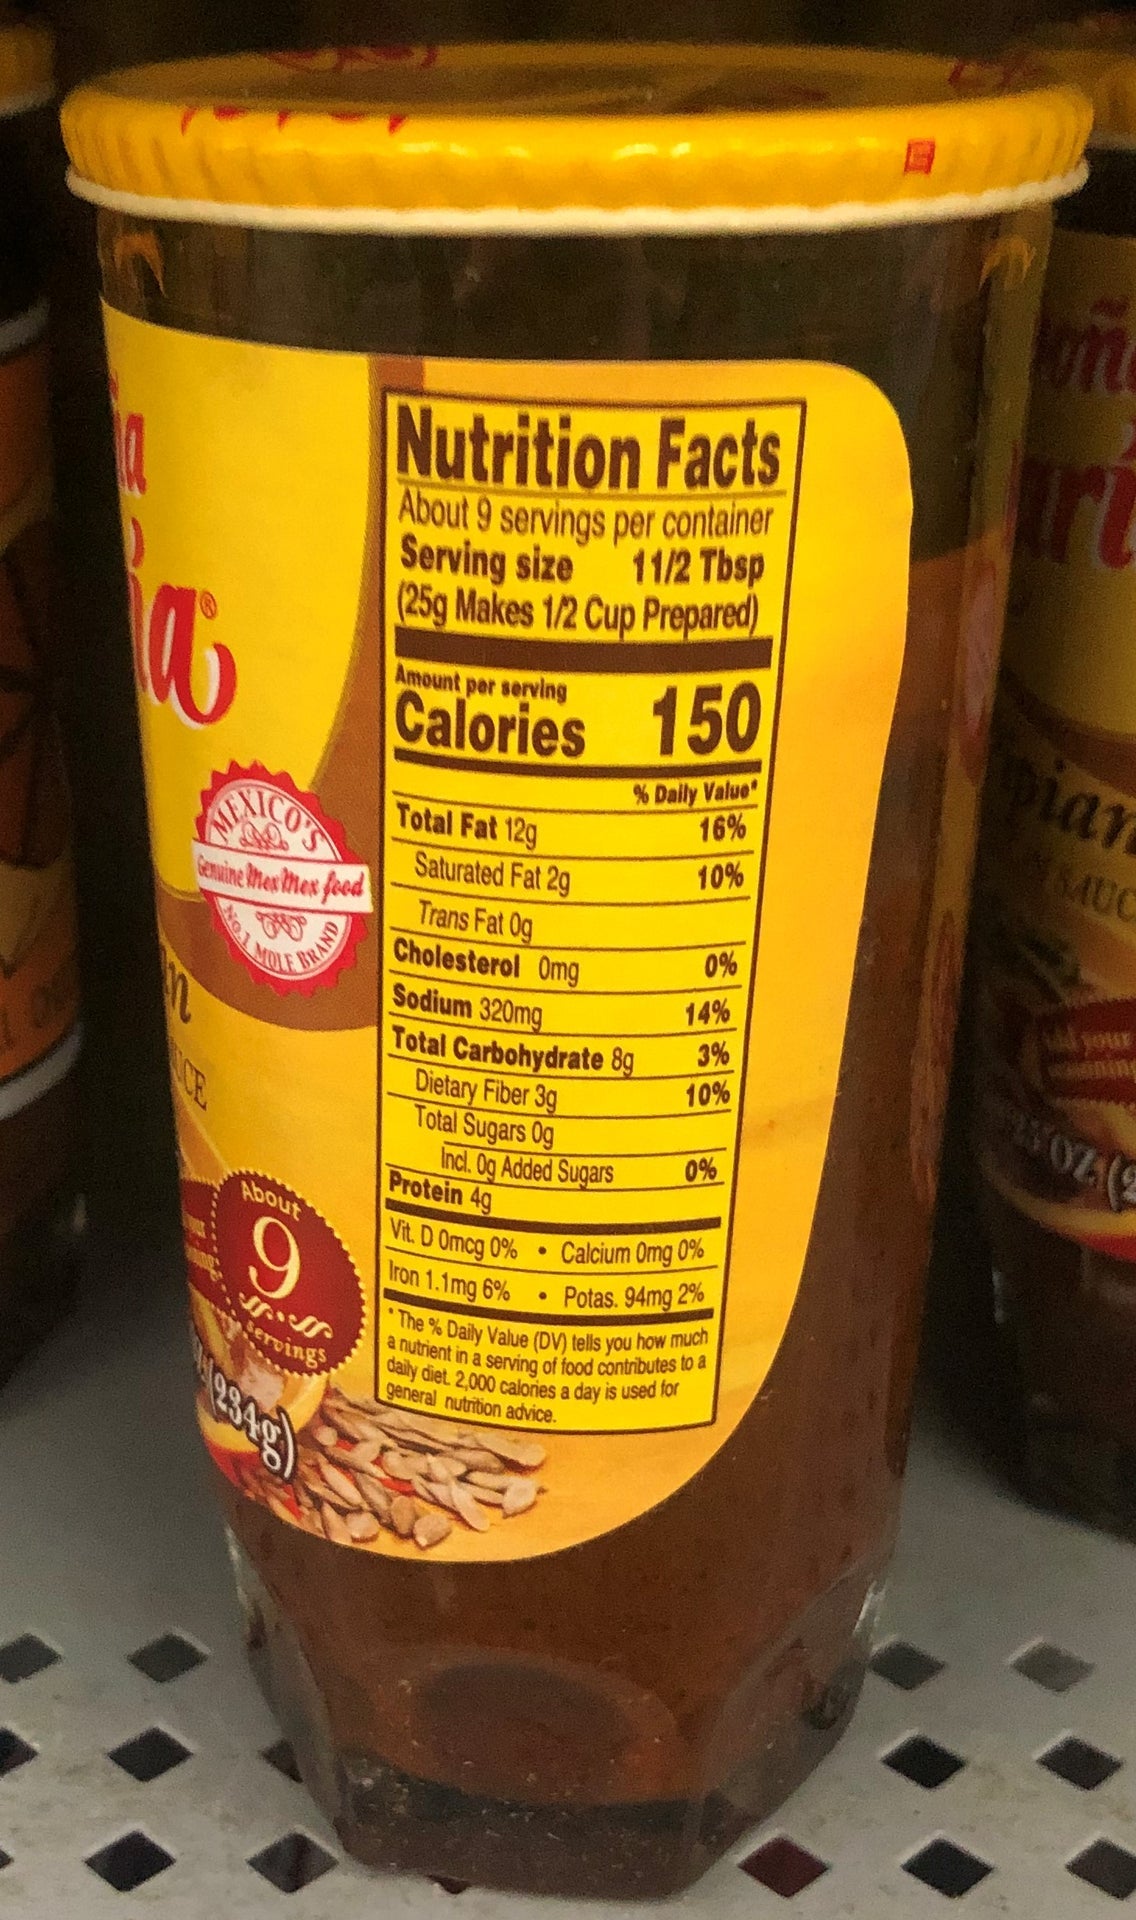 Nutrition Facts
About 9 servings per container
Serving size 11/2 Tbsp
(25g Makes 1/2 Cup Prepared)
Amount per serving
Calories 150
% Daily Value*
Total Fat 12g 16%
Saturated Fat 2g 10%
Trans Fat 0g
Cholesterol 0mg 0%
Sodium 320mg 14%
Total Carbohydrate 8g 3%
Dietary Fiber 3g 10%
Total Sugars 0g
Incl. 0g Added Sugars 0%
Protein 4g
Vit. D 0mcg 0% • Calcium 0mg 0%
Iron 1.1mg 6% • Potas. 94mg 2%
* The % Daily Value (DV) tells you how much
a nutrient in a serving of food contributes to a
daily diet. 2,000 calories a day is used for
general nutrition advice.
MEXICO'S
Genuine Mex Mex food
NO.1 MOLE BRAND
About
9
servings
(234g)